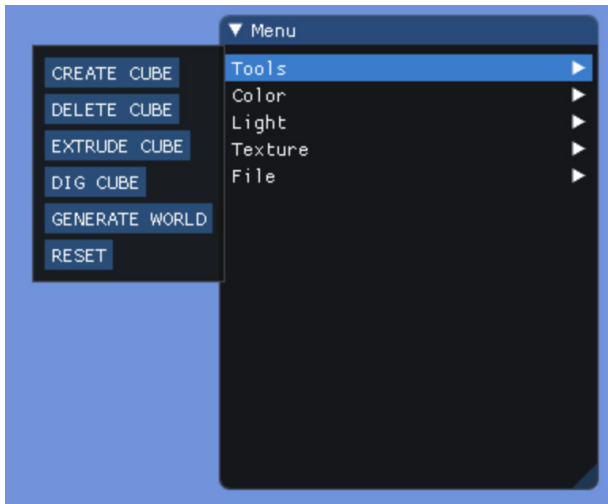 Menu
Tools
Color
Light
Texture
File
CREATE CUBE
DELETE CUBE
EXTRUDE CUBE
DIG CUBE
GENERATE WORLD
RESET